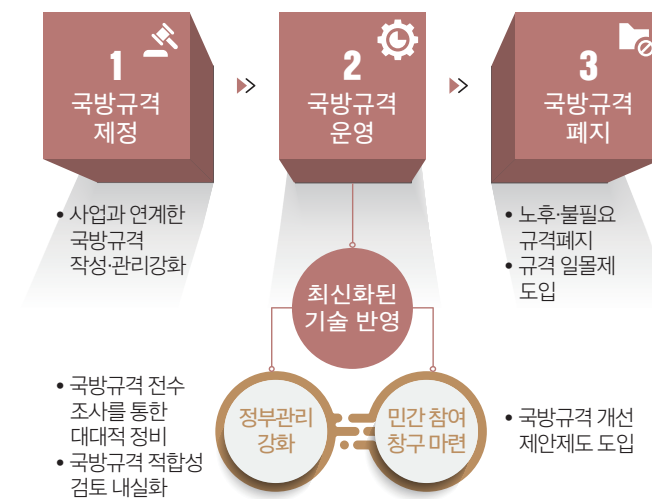 1
국방규격
제정
2
국방규격
운영
3
국방규격
폐지
• 사업과 연계한
국방규격
작성·관리강화
• 노후·불필요
규격폐지
• 규격 일몰제
도입
최신화된
기술 반영
• 국방규격 전수
조사를 통한
대대적 정비
• 국방규격 적합성
검토 내실화
정부관리
강화
민간 참여
창구 마련
• 국방규격 개선
제안제도 도입